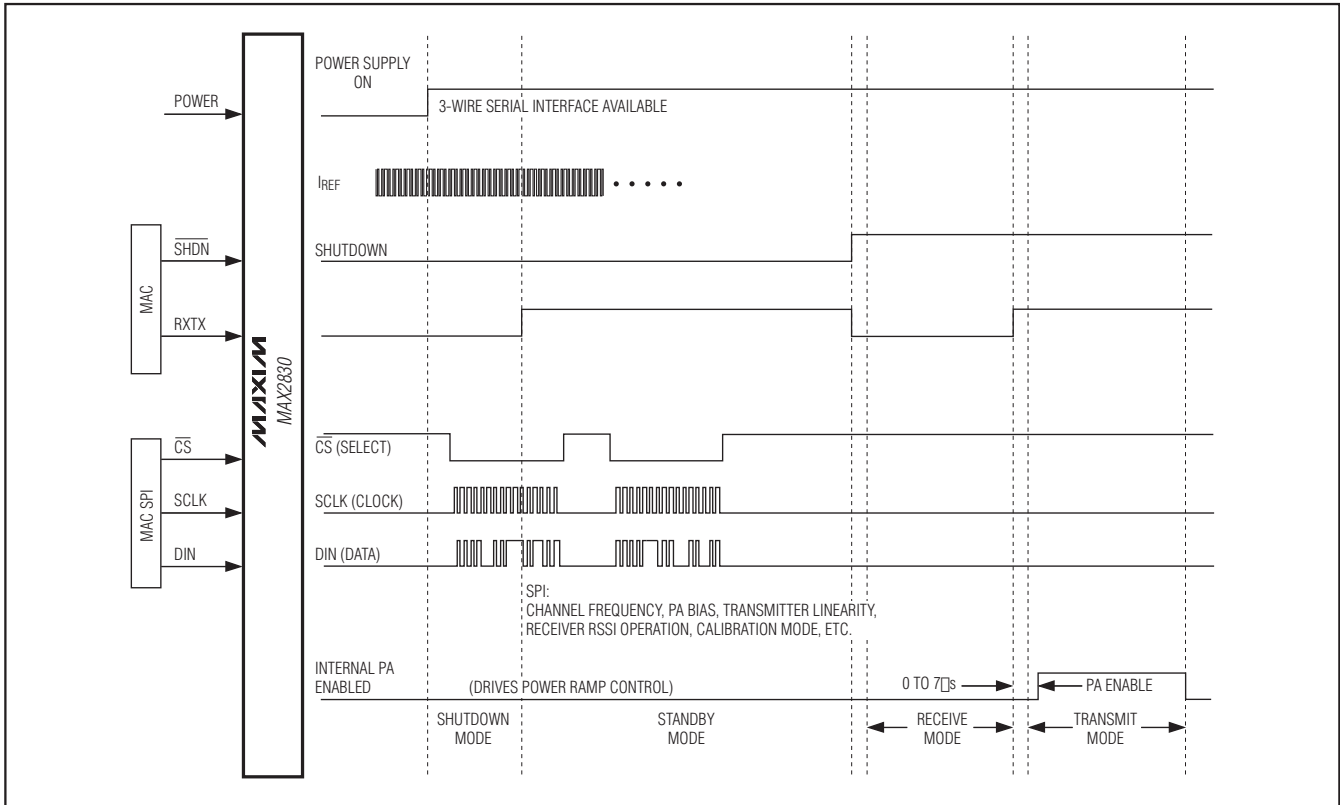 POWER SUPPLY
ON
POWER
3-WIRE SERIAL INTERFACE AVAILABLE
IREF
MAC
SHDN
SHUTDOWN
RXTX
MAXIM
MAX2830
MAC SPI
CS
CS (SELECT)
SCLK
SCLK (CLOCK)
DIN
DIN (DATA)
SPI:
CHANNEL FREQUENCY, PA BIAS, TRANSMITTER LINEARITY,
RECEIVER RSSI OPERATION, CALIBRATION MODE, ETC.
INTERNAL PA
ENABLED
(DRIVES POWER RAMP CONTROL)
0 TO 7□s
PA ENABLE
SHUTDOWN
MODE
STANDBY
MODE
RECEIVE
MODE
TRANSMIT
MODE